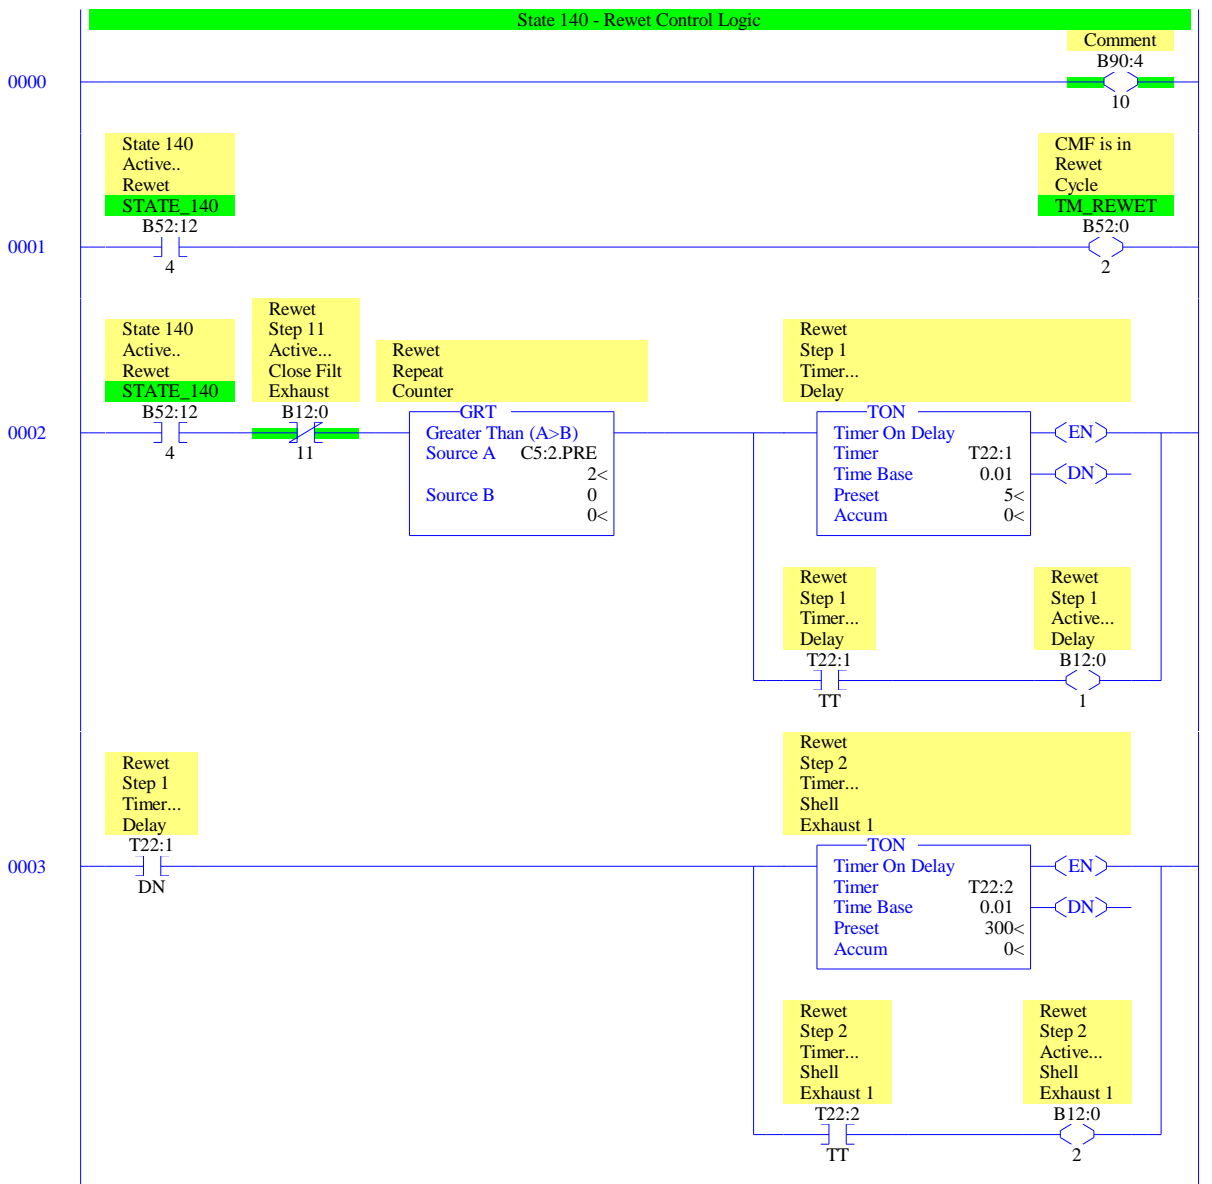 State 140 - Rewet Control Logic
Comment
B90:4
0000
10
State 140
Active..
Rewet
STATE_140
B52:12
4
CMF is in
Rewet
Cycle
TM_REWET
B52:0
2
0001
State 140
Active..
Rewet
STATE_140
B52:12
4
Rewet
Step 11
Active...
Close Filt
Exhaust
B12:0
11
Rewet
Repeat
Counter
GRT
Greater Than (A>B)
Source A C5:2.PRE
2<
Source B 0
0<
Rewet
Step 1
Timer...
Delay
TON
Timer On Delay
Timer T22:1
Time Base 0.01
Preset 5<
Accum 0<
EN
DN
0002
Rewet
Step 1
Timer...
Delay
T22:1
TT
Rewet
Step 1
Active...
Delay
B12:0
1
Rewet
Step 1
Timer...
Delay
T22:1
DN
0003
Rewet
Step 2
Timer...
Shell
Exhaust 1
TON
Timer On Delay
Timer T22:2
Time Base 0.01
Preset 300<
Accum 0<
EN
DN
Rewet
Step 2
Timer...
Shell
Exhaust 1
T22:2
TT
Rewet
Step 2
Active...
Shell
Exhaust 1
B12:0
2